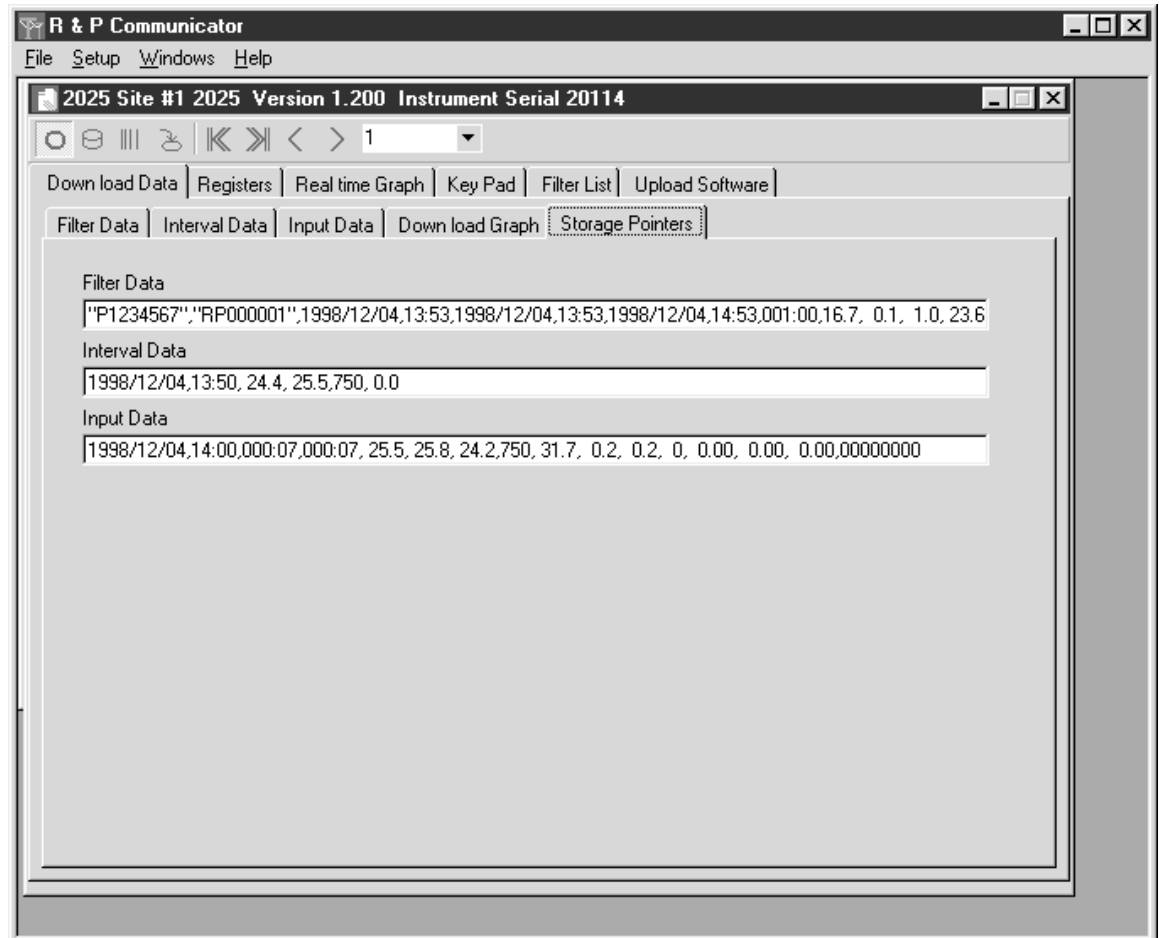 R & P Communicator
File Setup Windows Help
2025 Site #1 2025 Version 1.200 Instrument Serial 20114
1
Down load Data Registers Real time Graph Key Pad Filter List Upload Software
Filter Data Interval Data Input Data Down load Graph Storage Pointers
Filter Data
"P1234567","RP000001",1998/12/04,13:53,1998/12/04,13:53,1998/12/04,14:53,001:00,16.7, 0.1, 1.0, 23.6
Interval Data
1998/12/04,13:50, 24.4, 25.5,750, 0.0
Input Data
1998/12/04,14:00,000:07,000:07, 25.5, 25.8, 24.2,750, 31.7, 0.2, 0.2, 0, 0.00, 0.00, 0.00,00000000